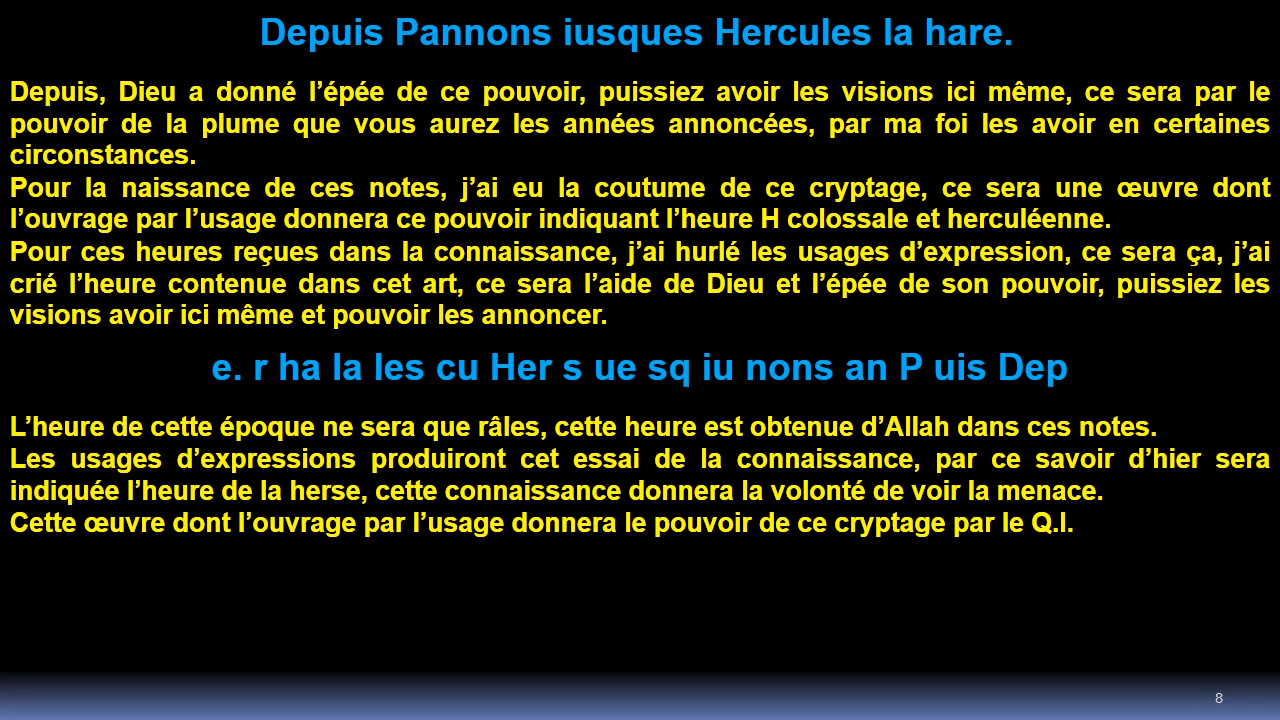 Depuis Pannons iusques Hercules la hare.
Depuis, Dieu a donné l’épée de ce pouvoir, puissiez avoir les visions ici même, ce sera par le
pouvoir de la plume que vous aurez les années annoncées, par ma foi les avoir en certaines
circonstances.
Pour la naissance de ces notes, j’ai eu la coutume de ce cryptage, ce sera une œuvre dont
l’ouvrage par l’usage donnera ce pouvoir indiquant l’heure H colossale et herculéenne.
Pour ces heures reçues dans la connaissance, j’ai hurlé les usages d’expression, ce sera ça, j’ai
crié l’heure contenue dans cet art, ce sera l’aide de Dieu et l’épée de son pouvoir, puissiez les
visions avoir ici même et pouvoir les annoncer.
e. r ha la les cu Her s ue sq iu nons an P uis Dep
L’heure de cette époque ne sera que râles, cette heure est obtenue d’Allah dans ces notes.
Les usages d’expressions produiront cet essai de la connaissance, par ce savoir d’hier sera
indiquée l’heure de la herse, cette connaissance donnera la volonté de voir la menace.
Cette œuvre dont l’ouvrage par l’usage donnera le pouvoir de ce cryptage par le Q.I.
8